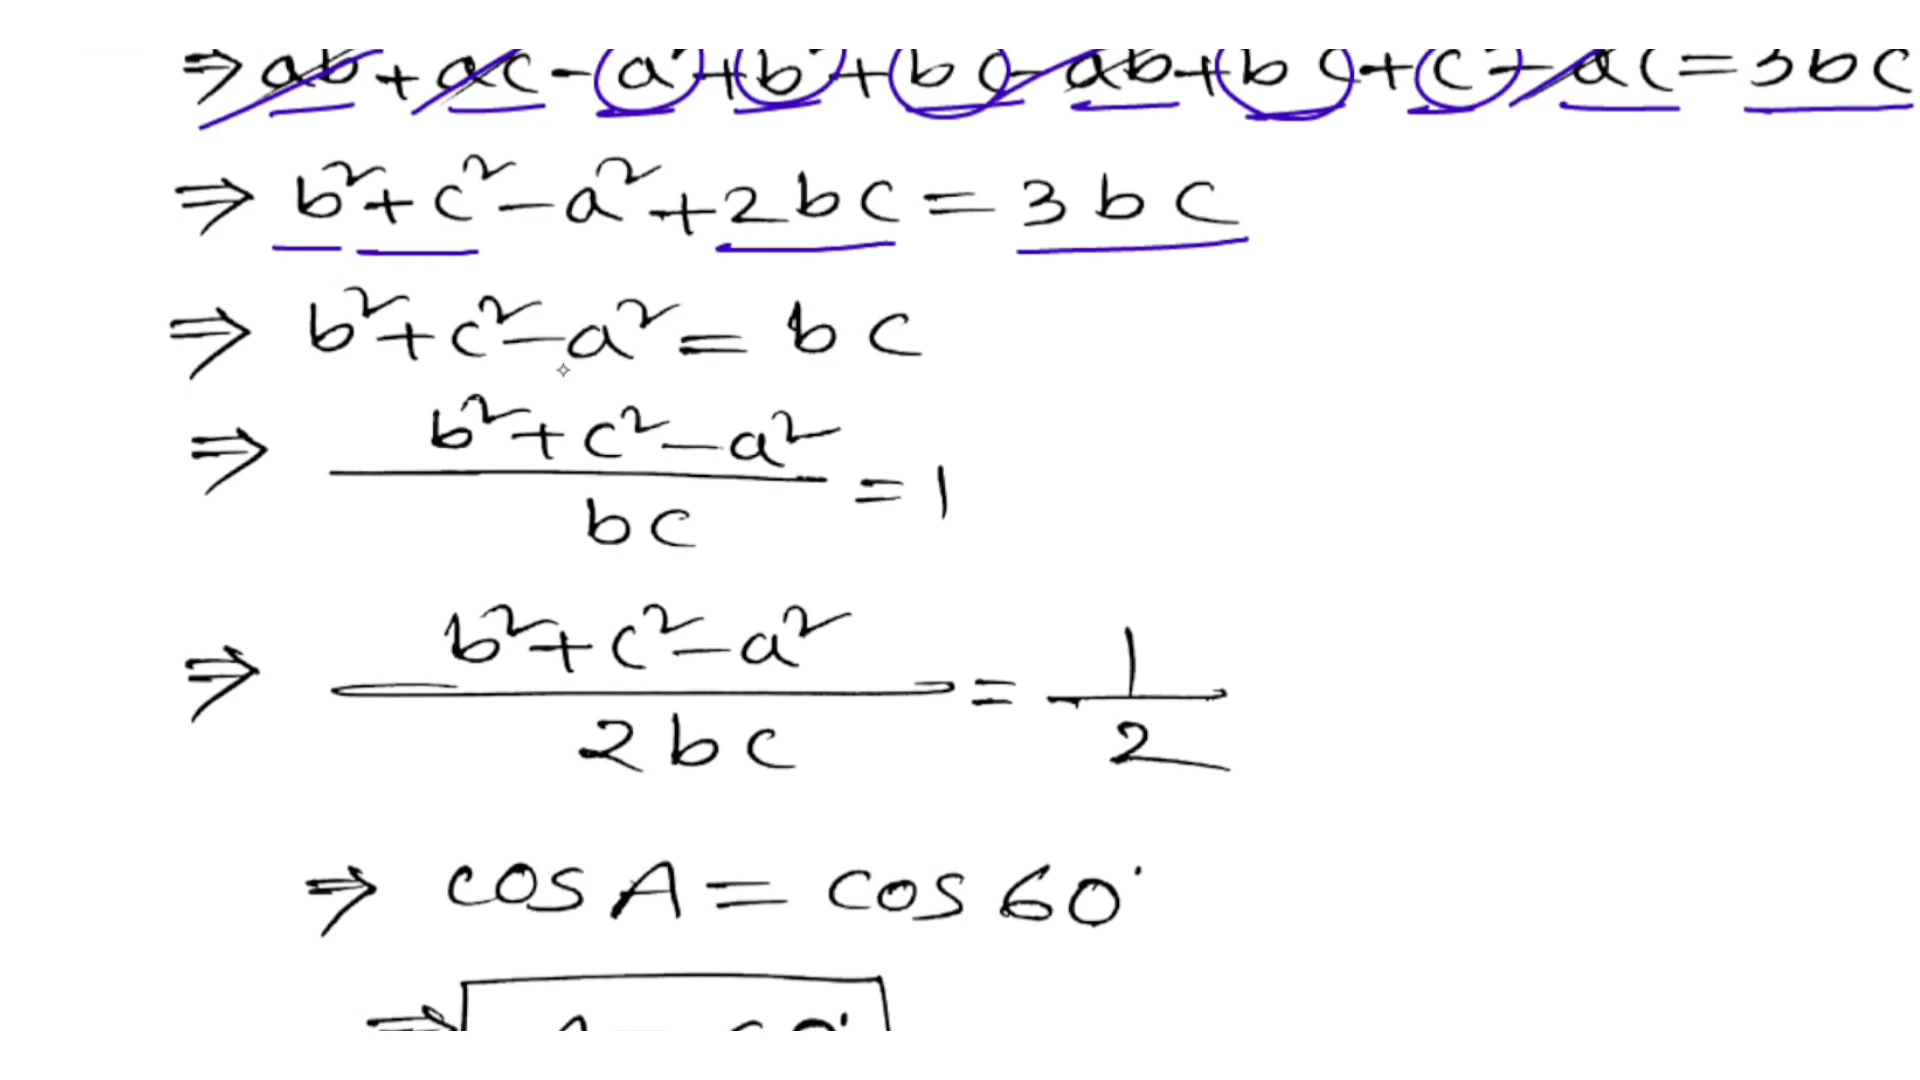 ⇒ ab + ac - a² + b² + bc - ab + bc + c² - ac = 3bc
⇒ b² + c² - a² + 2bc = 3bc
⇒ b² + c² - a² = bc
⇒ (b² + c² - a²)/bc = 1
⇒ (b² + c² - a²)/2bc = 1/2
⇒ cos A = cos 60°